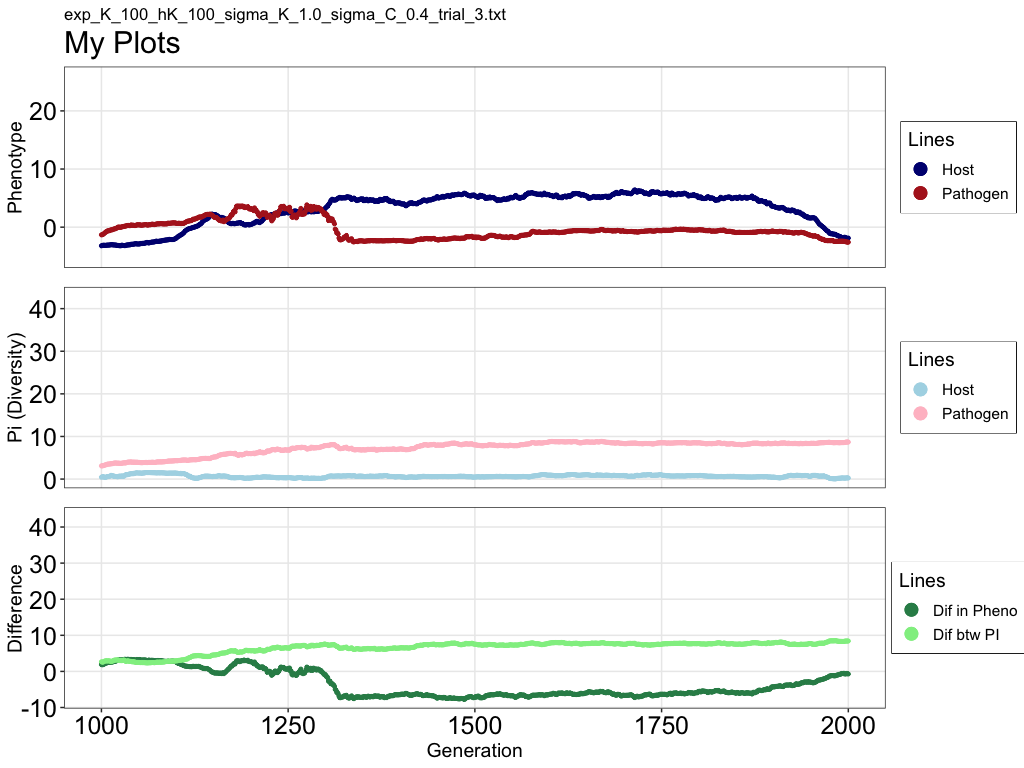 exp_K_100_hK_100_sigma_K_1.0_sigma_C_0.4_trial_3.txt
My Plots
Phenotype
20
10
0
Lines
Host
Pathogen
Pi (Diversity)
40
30
20
10
0
Lines
Host
Pathogen
Difference
40
30
20
10
0
-10
Lines
Dif in Pheno
Dif btw PI
1000 1250 1500 1750 2000
Generation